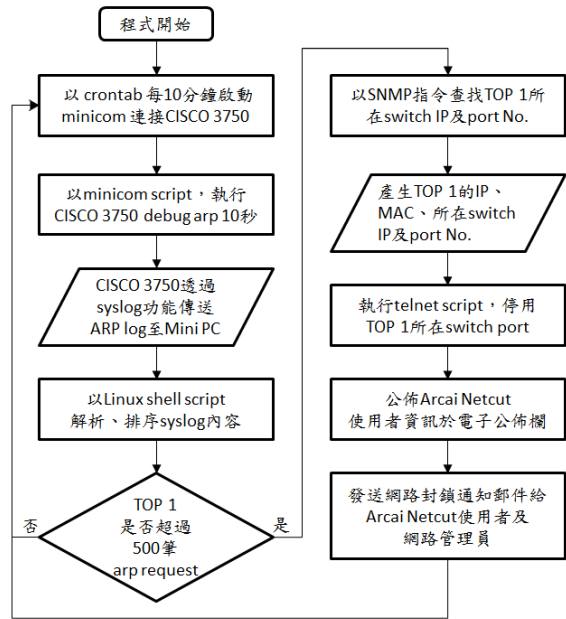 程式開始
以 crontab 每10分鐘啟動
minicom 連接CISCO 3750
以minicom script,執行
CISCO 3750 debug arp 10秒
CISCO 3750透過
syslog功能傳送
ARP log至Mini PC
以Linux shell script
解析、排序syslog內容
TOP 1
是否超過
500筆
arp request
否
是
以SNMP指令查找TOP 1所
在switch IP及port No.
產生TOP 1的IP、
MAC、所在switch
IP及port No.
執行telnet script,停用
TOP 1所在switch port
公佈Arcai Netcut
使用者資訊於電子公佈欄
發送網路封鎖通知郵件給
Arcai Netcut使用者及
網路管理員